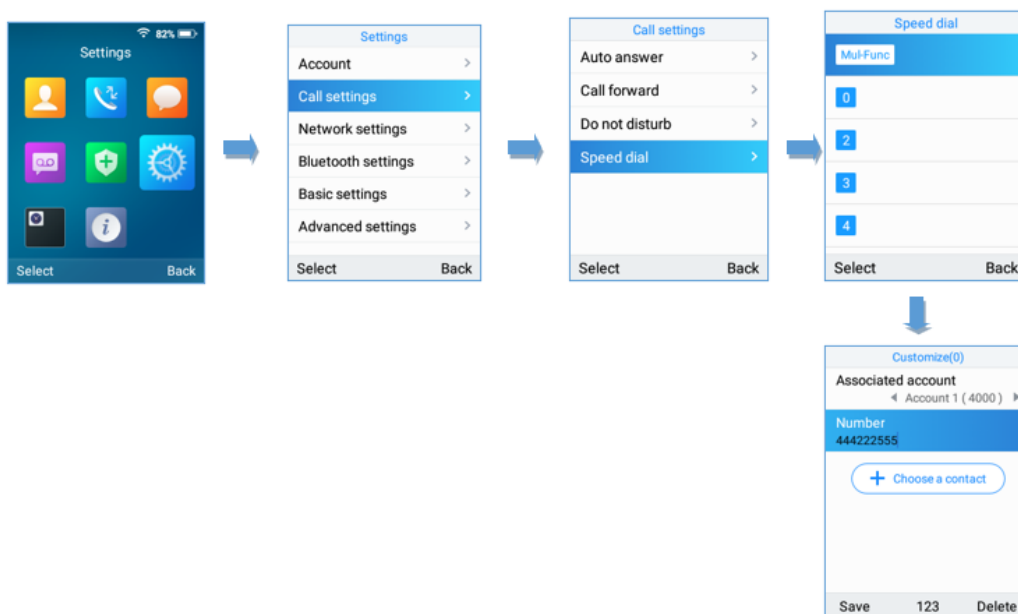 82%
Settings
Select Back
Settings
Account
Call settings
Network settings
Bluetooth settings
Basic settings
Advanced settings
Select Back
Call settings
Auto answer
Call forward
Do not disturb
Speed dial
Select Back
Speed dial
Mul-Func
0
2
3
4
Select Back
Customize(0)
Associated account
Account 1 ( 4000 )
Number
444222555
+ Choose a contact
Save 123 Delete